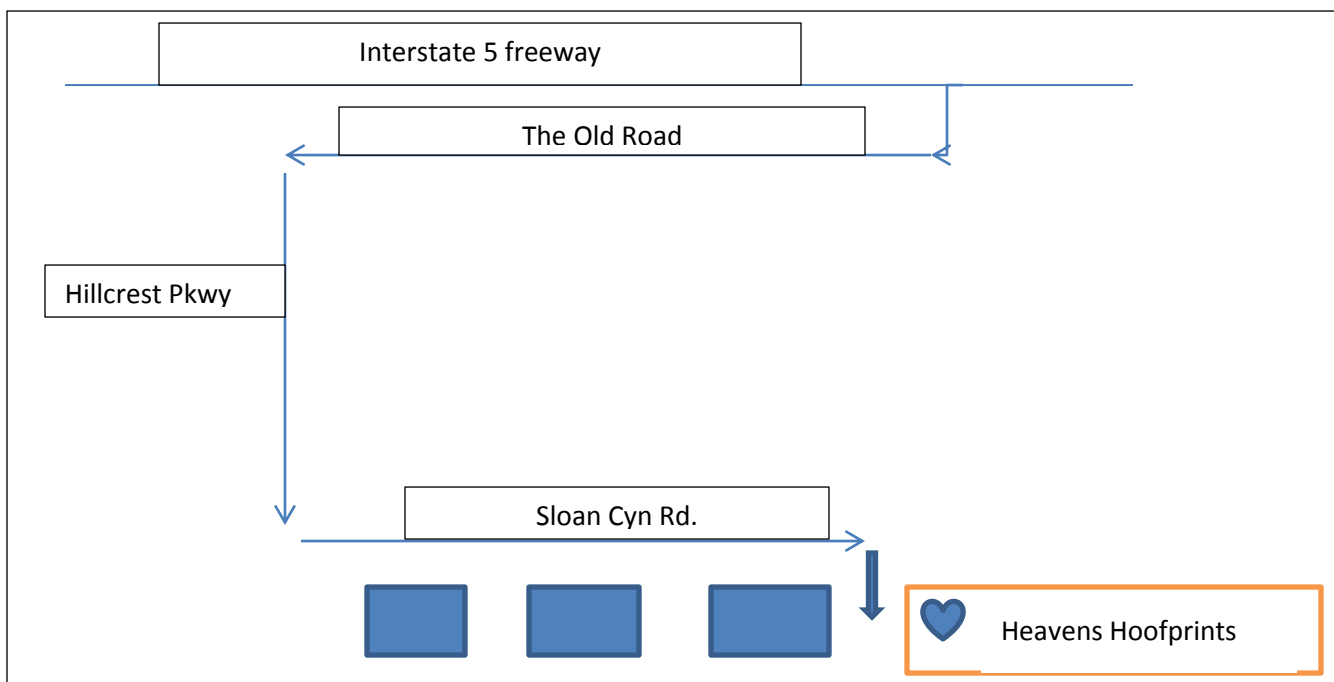 Interstate 5 freeway
The Old Road
Hillcrest Pkwy
Sloan Cyn Rd.
Heavens Hoofprints